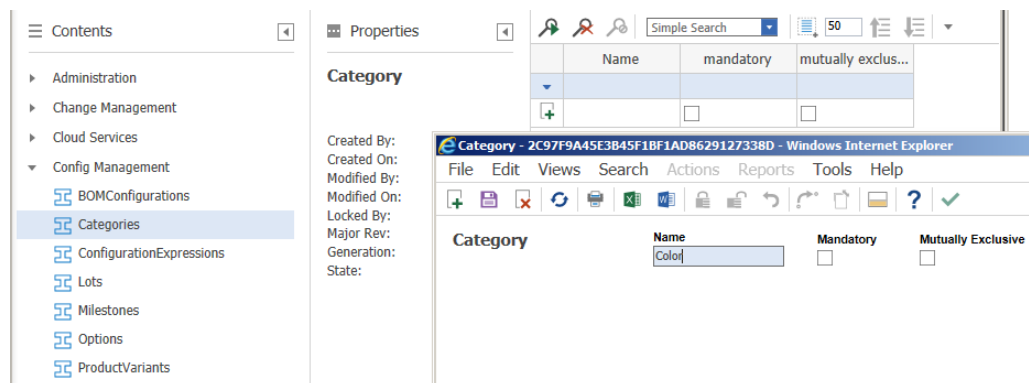 Contents
Administration
Change Management
Cloud Services
Config Management
BOMConfigurations
Categories
ConfigurationExpressions
Lots
Milestones
Options
ProductVariants
Properties
Category
Created By:
Created On:
Modified By:
Modified On:
Locked By:
Major Rev:
Generation:
State:
Simple Search 50
Name mandatory mutually exclus...
Category - 2C97F9A45E3B45F1BF1AD8629127338D - Windows Internet Explorer
File Edit Views Search Actions Reports Tools Help
Category
Name Mandatory Mutually Exclusive
Color